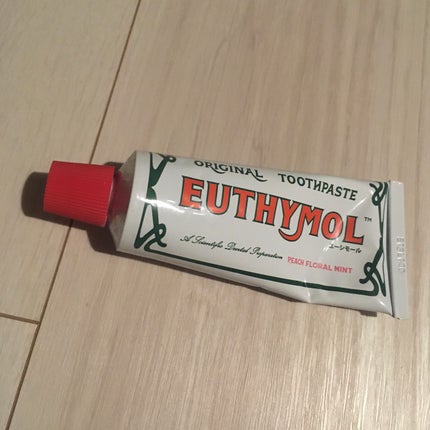 ORIGINAL TOOTHPASTE
EUTHYMOL™
ユーシモール
A Scientific Dental Preparation
PEACH FLORAL MINT